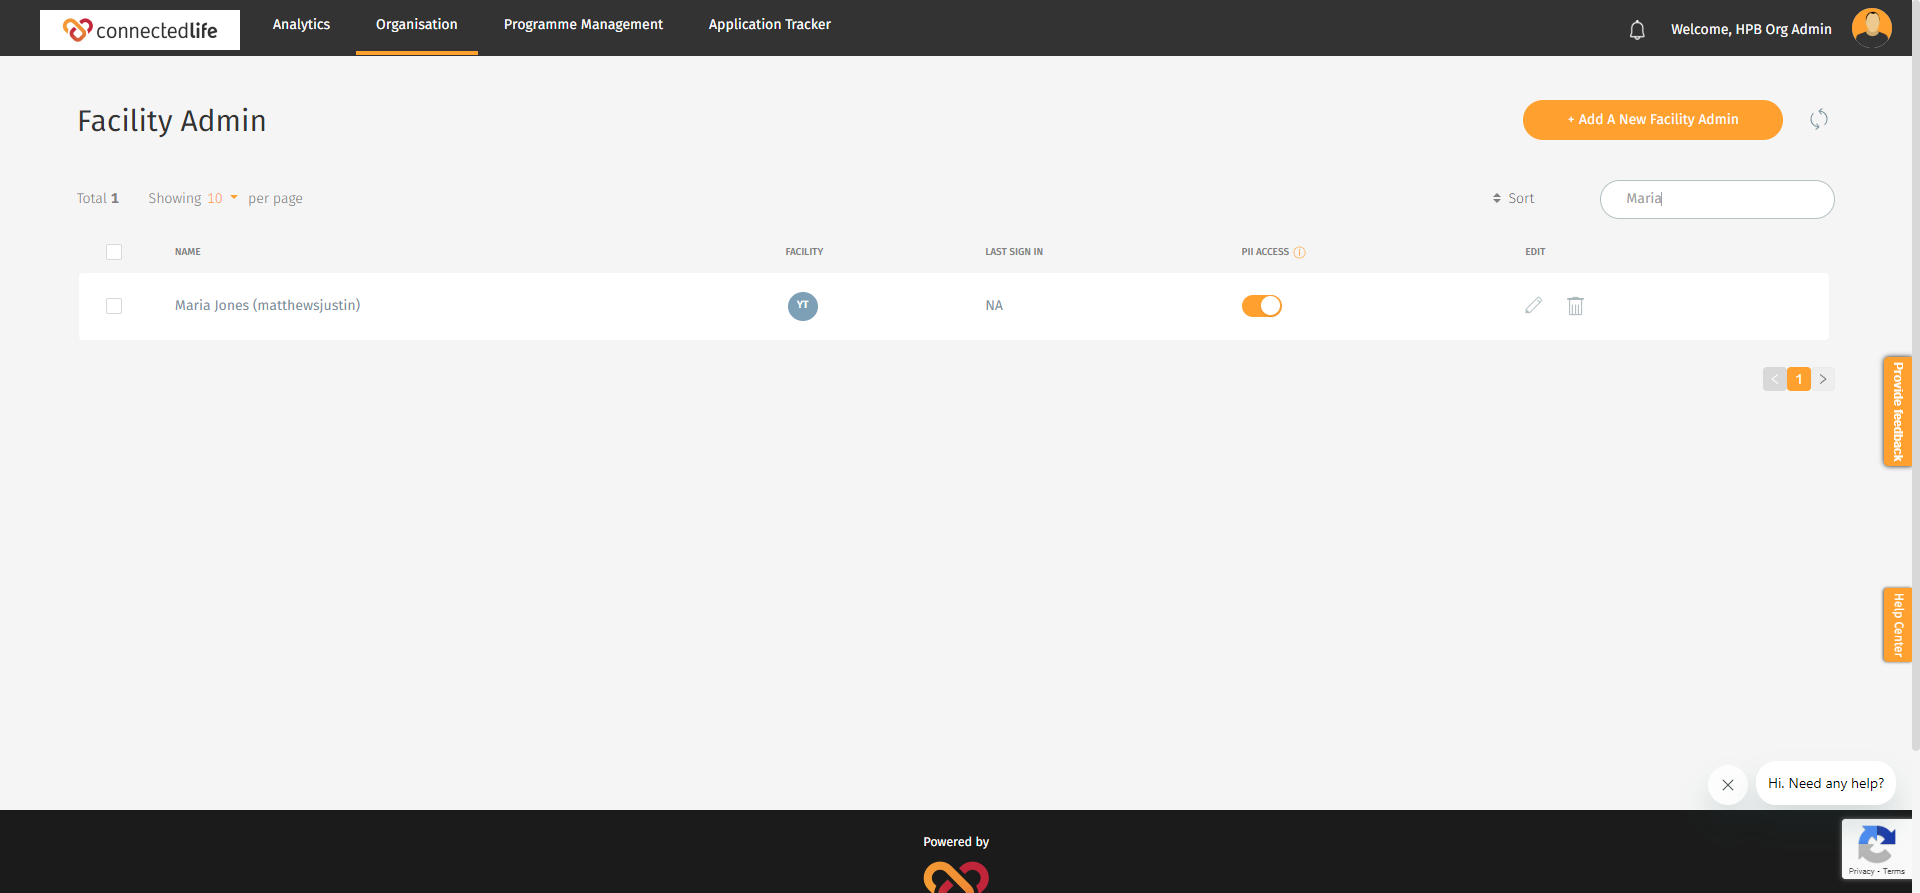 connectedlife
Analytics
Organisation
Programme Management
Application Tracker
Welcome, HPB Org Admin
Facility Admin
+ Add A New Facility Admin
Total 1
Showing 10 per page
Sort
Maria
NAME
FACILITY
LAST SIGN IN
PII ACCESS
EDIT
Maria Jones (matthewsjustin)
YT
NA
< 1 >
Provide feedback
Help Center
Hi. Need any help?
Powered by
Privacy - Terms